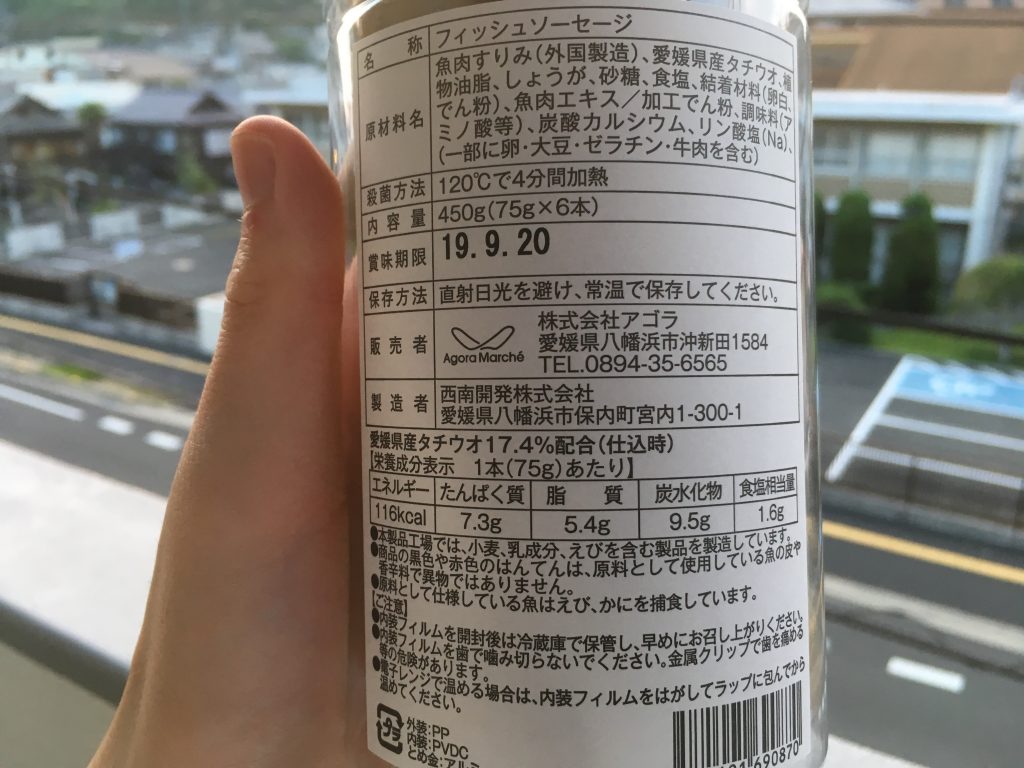 名称 フィッシュソーセージ
原材料名 魚肉すりみ(外国製造)、愛媛県産タチウオ、植
物油脂、しょうが、砂糖、食塩、結着材料(卵白、
でん粉)、魚肉エキス/加工でん粉、調味料(ア
ミノ酸等)、炭酸カルシウム、リン酸塩(Na)、
(一部に卵・大豆・ゼラチン・牛肉を含む)
殺菌方法 120℃で4分間加熱
内容量 450g(75g×6本)
賞味期限 19.9.20
保存方法 直射日光を避け、常温で保存してください。
販売者 Agora Marché 株式会社アゴラ
愛媛県八幡浜市沖新田1584
TEL.0894-35-6565
製造者 西南開発株式会社
愛媛県八幡浜市保内町宮内1-300-1
愛媛県産タチウオ17.4%配合(仕込時)
【栄養成分表示 1本(75g)あたり】
エネルギー たんぱく質 脂質 炭水化物 食塩相当量
116kcal 7.3g 5.4g 9.5g 1.6g
●本製品工場では、小麦、乳成分、えびを含む製品を製造しています。
●商品の黒色や赤色のはんてんは、原料として使用している魚の皮や
香辛料で異物ではありません。
●原料として仕様している魚はえび、かにを捕食しています。
【ご注意】
●内装フィルムを開封後は冷蔵庫で保管し、早めにお召し上がりください。
●内装フィルムを歯で噛み切らないでください。金属クリップで歯を痛める
等の危険があります。
●電子レンジで温める場合は、内装フィルムをはがしてラップに包んでから
温めてください。
プラ
外装:PP
内装:PVDC
とめ金:アルミ
690870